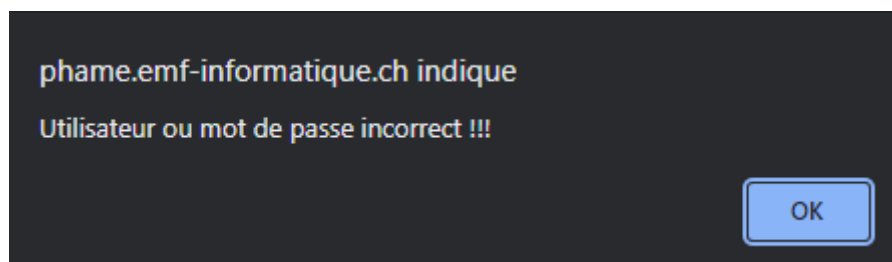 phame.emf-informatique.ch indique
Utilisateur ou mot de passe incorrect !!!
OK